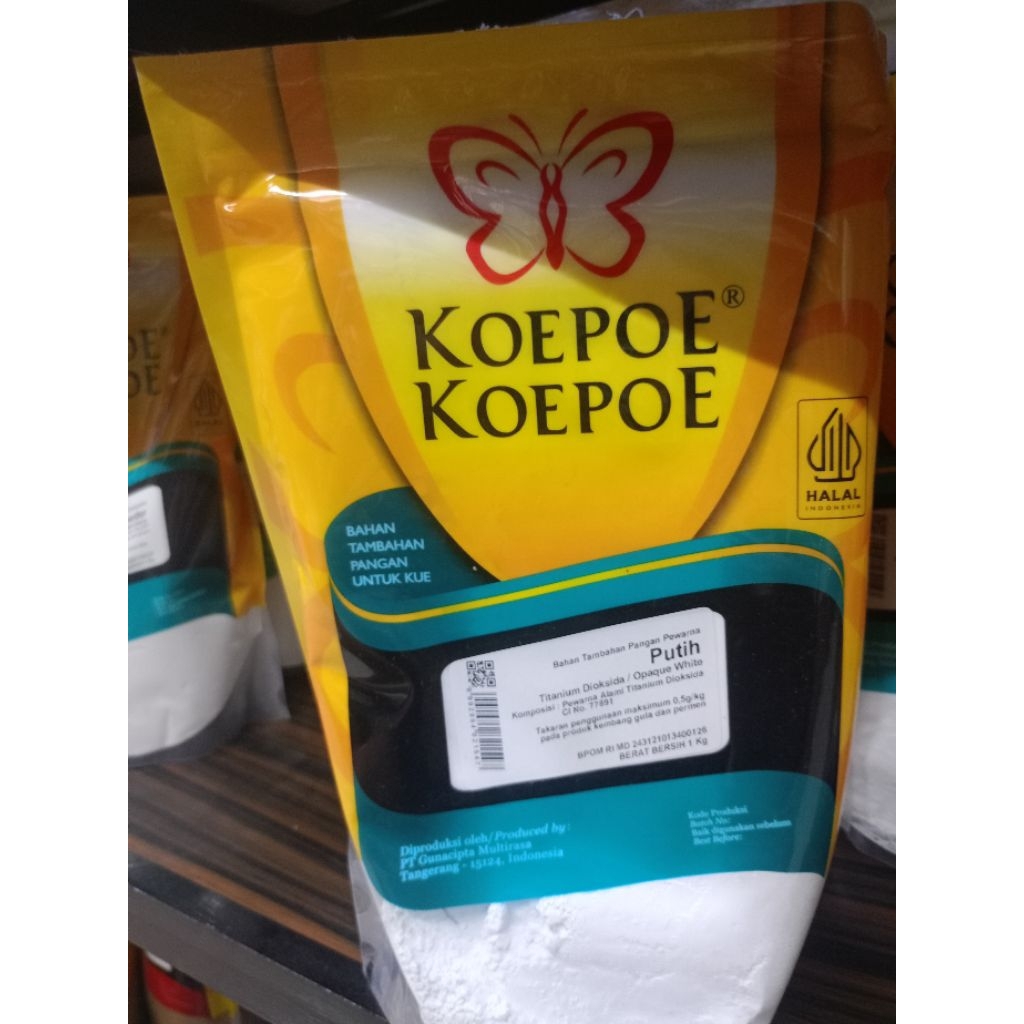 KOEPOE®
KOEPOE
HALAL
INDONESIA
BAHAN
TAMBAHAN
PANGAN
UNTUK KUE
Bahan Tambahan Pangan Pewarna
Putih
Titanium Dioksida / Opaque White
Komposisi : Pewarna Alami Titanium Dioksida
CI No. 77891
Takaran penggunaan maksimum 0,5g/kg
pada produk kembang gula dan permen
BPOM RI MD 243121013400126
BERAT BERSIH 1 Kg
Diproduksi oleh/Produced by:
PT Gunacipta Multirasa
Tangerang - 15124, Indonesia
Kode Produksi
Batch No:
Baik digunakan sebelum
Best Before: